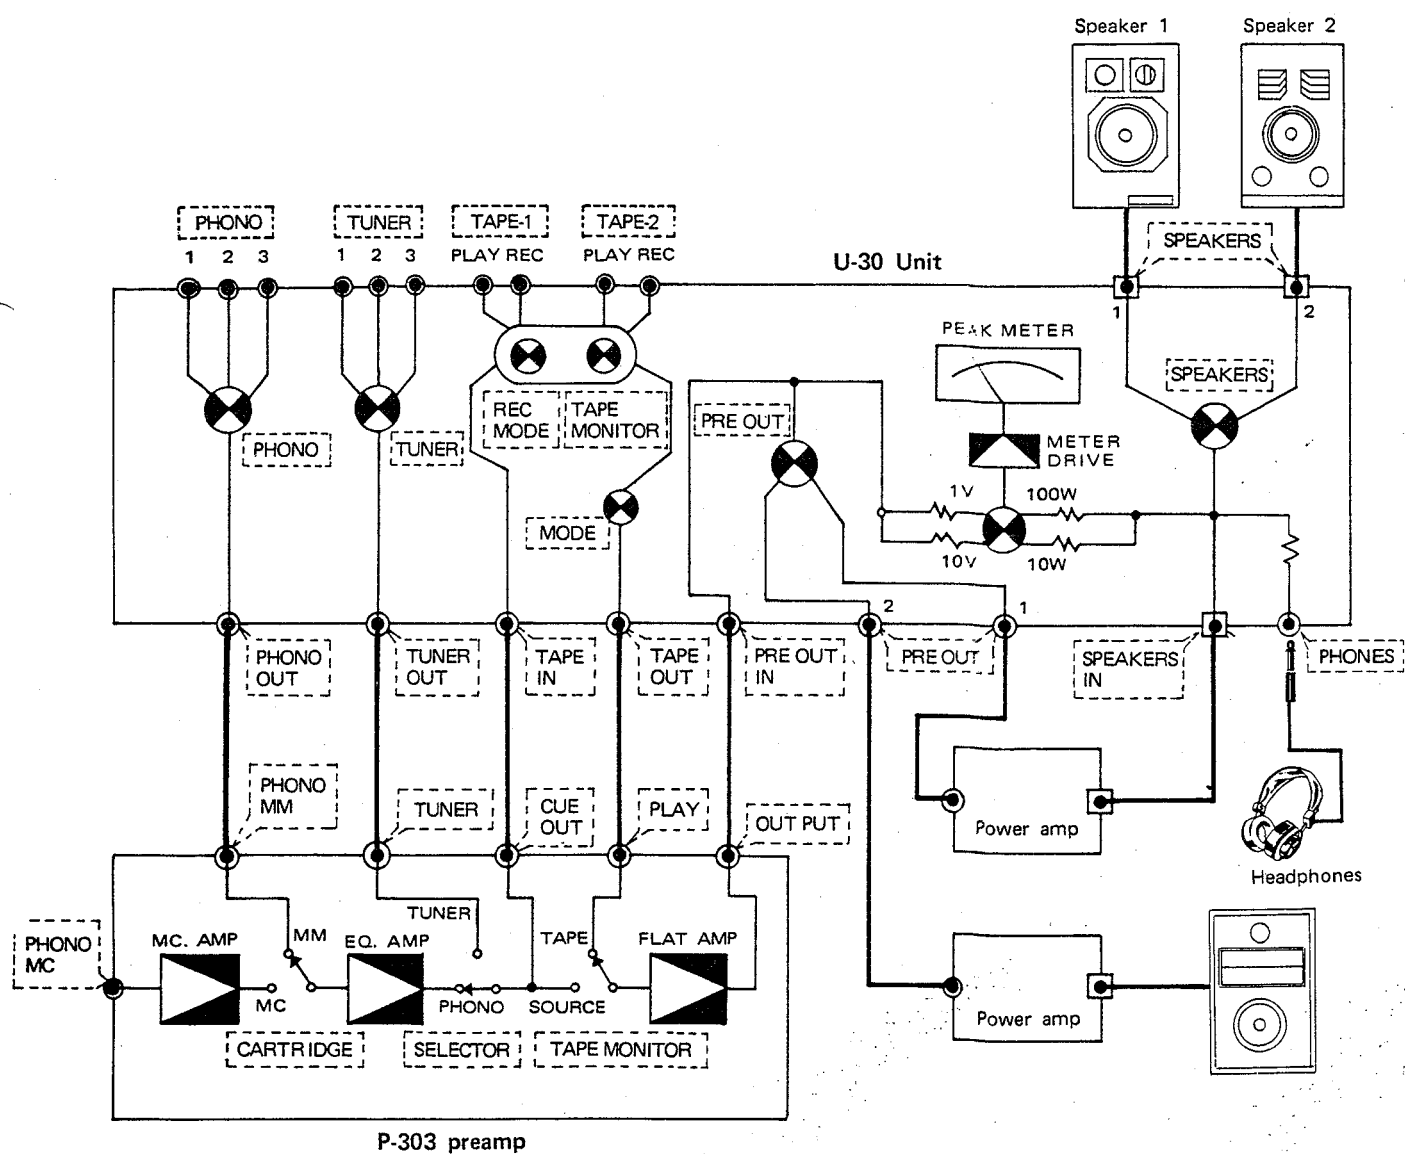 Speaker 1
Speaker 2
PHONO
TUNER
TAPE-1
TAPE-2
SPEAKERS
1 2 3
1 2 3
PLAY REC
PLAY REC
U-30 Unit
1
2
PEAK METER
SPEAKERS
REC
MODE
TAPE
MONITOR
PRE OUT
PHONO
TUNER
METER
DRIVE
1V
100W
MODE
10V
10W
2
1
PHONO
OUT
TUNER
OUT
TAPE
IN
TAPE
OUT
PRE OUT
IN
PRE OUT
SPEAKERS
IN
PHONES
PHONO
MM
TUNER
CUE
OUT
PLAY
OUT PUT
Power amp
Headphones
TUNER
PHONO
MC
MC. AMP
MM
EQ. AMP
TAPE
FLAT AMP
MC
PHONO
SOURCE
Power amp
CARTRIDGE
SELECTOR
TAPE MONITOR
P-303 preamp